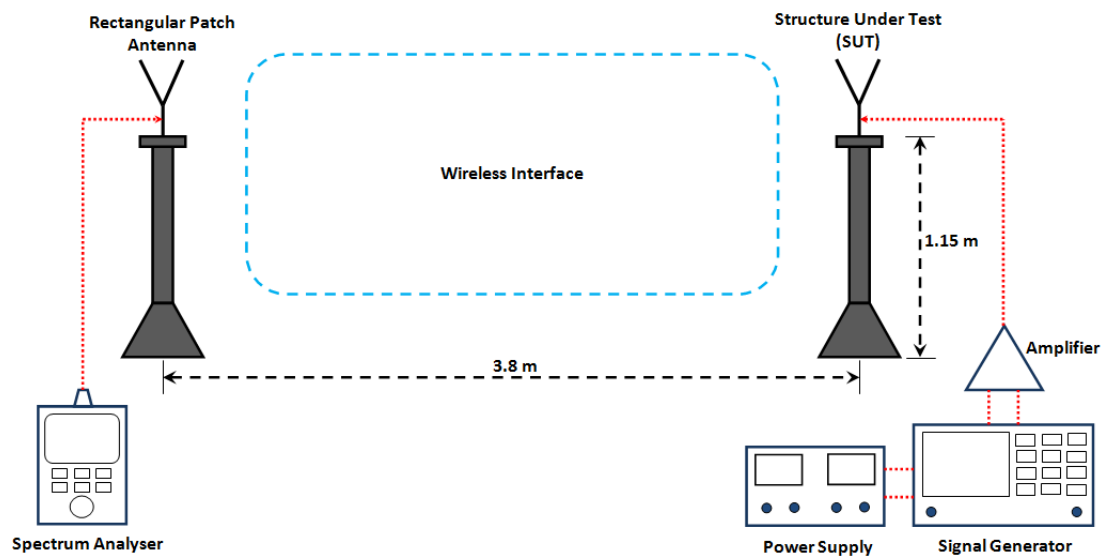 Rectangular Patch
Antenna
Structure Under Test
(SUT)
Wireless Interface
1.15 m
3.8 m
Amplifier
Spectrum Analyser
Power Supply
Signal Generator